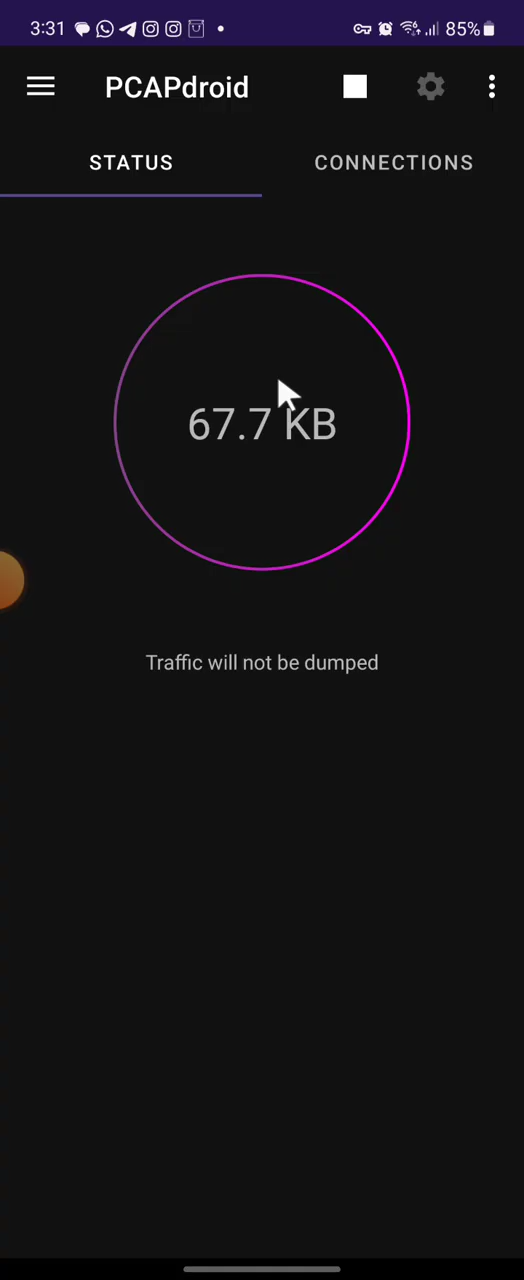 3:31 85%
PCAPdroid
STATUS CONNECTIONS
67.7 KB
Traffic will not be dumped